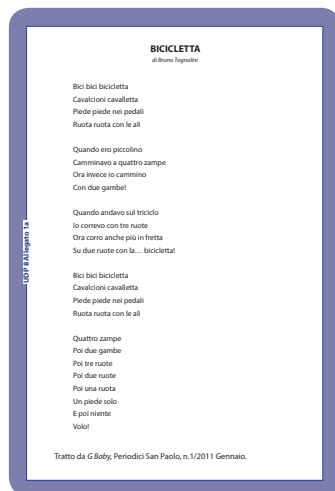 BICICLETTA
di Bruno Tognolini
Bici bici bicicletta
Cavalcioni cavalletta
Piede piede nei pedali
Ruota ruota con le ali
Quando ero piccolino
Camminavo a quattro zampe
Ora invece io cammino
Con due gambe!
Quando andavo sul triciclo
Io correvo con tre ruote
Ora corro anche più in fretta
Su due ruote con la… bicicletta!
Bici bici bicicletta
Cavalcioni cavalletta
Piede piede nei pedali
Ruota ruota con le ali
Quattro zampe
Poi due gambe
Poi tre ruote
Poi due ruote
Poi una ruota
Un piede solo
E poi niente
Volo!
Tratto da G Baby, Periodici San Paolo, n.1/2011 Gennaio.
UDP 8 Allegato 1a